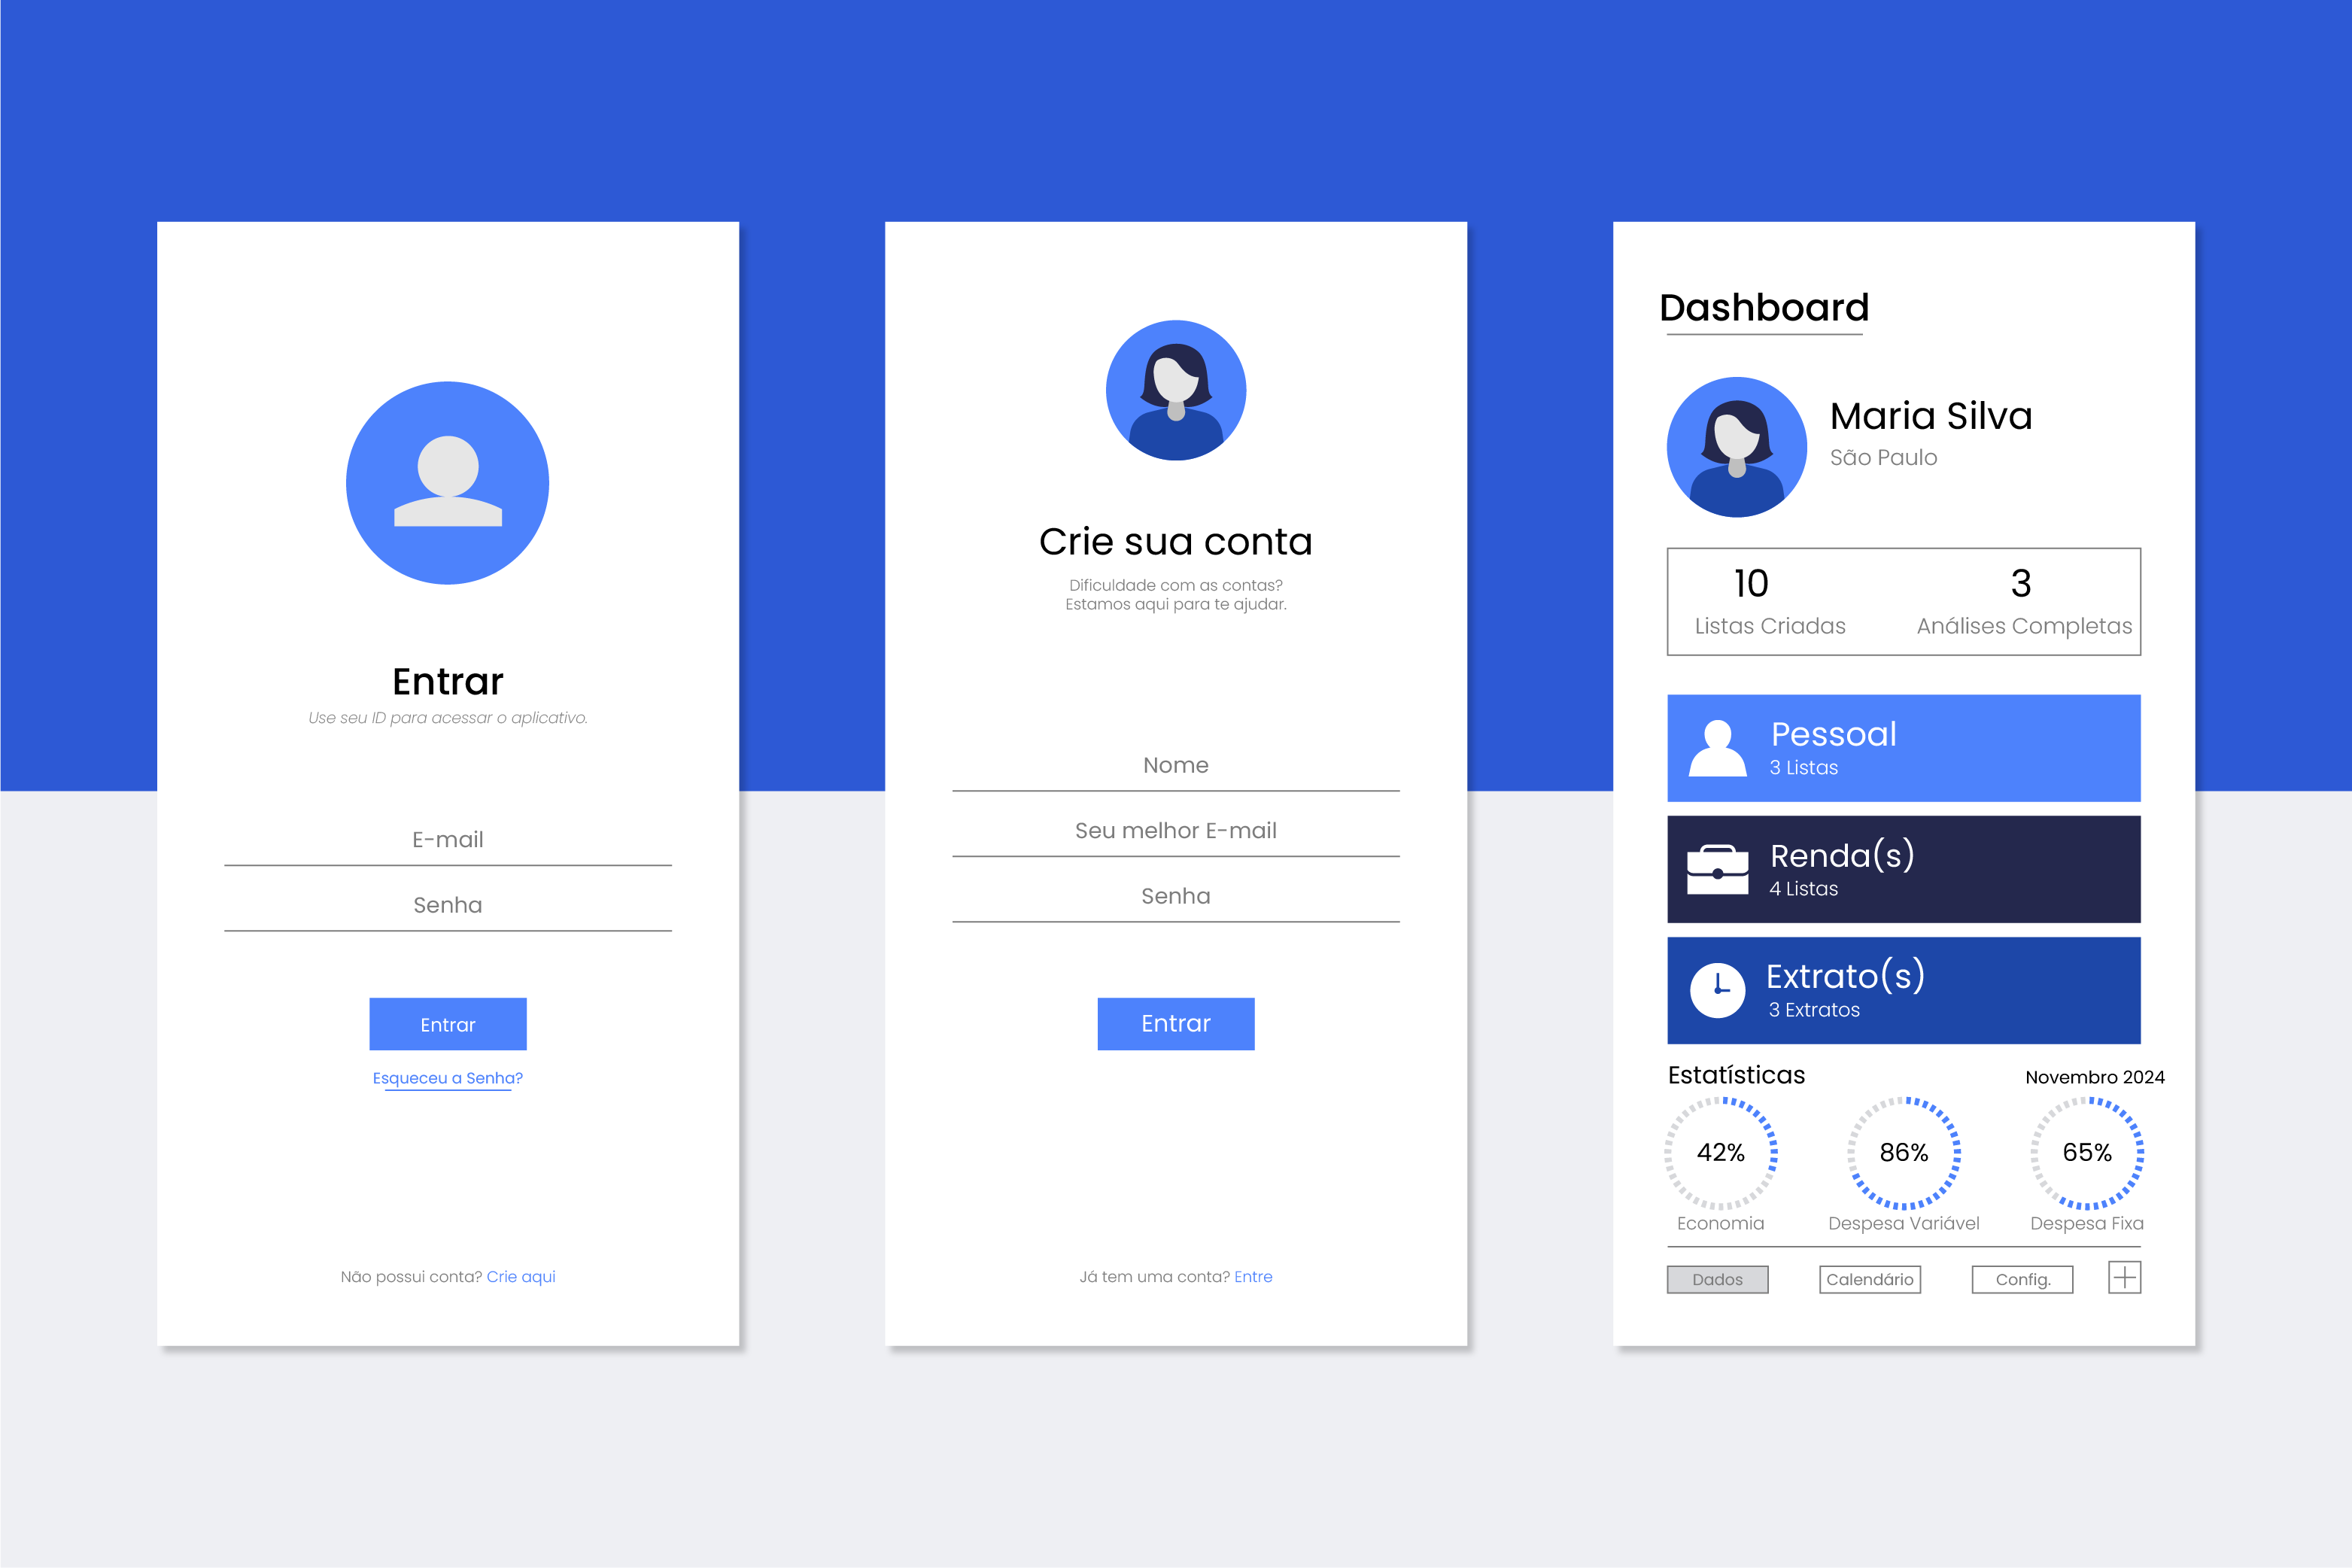 Entrar
Use seu ID para acessar o aplicativo.
E-mail
Senha
Entrar
Esqueceu a Senha?
Não possui conta? Crie aqui
Crie sua conta
Dificuldade com as contas?
Estamos aqui para te ajudar.
Nome
Seu melhor E-mail
Senha
Entrar
Já tem uma conta? Entre
Dashboard
Maria Silva
São Paulo
10 3
Listas Criadas Análises Completas
Pessoal
3 Listas
Renda(s)
4 Listas
Extrato(s)
3 Extratos
Estatísticas Novembro 2024
42% 86% 65%
Economia Despesa Variável Despesa Fixa
Dados Calendário Config.